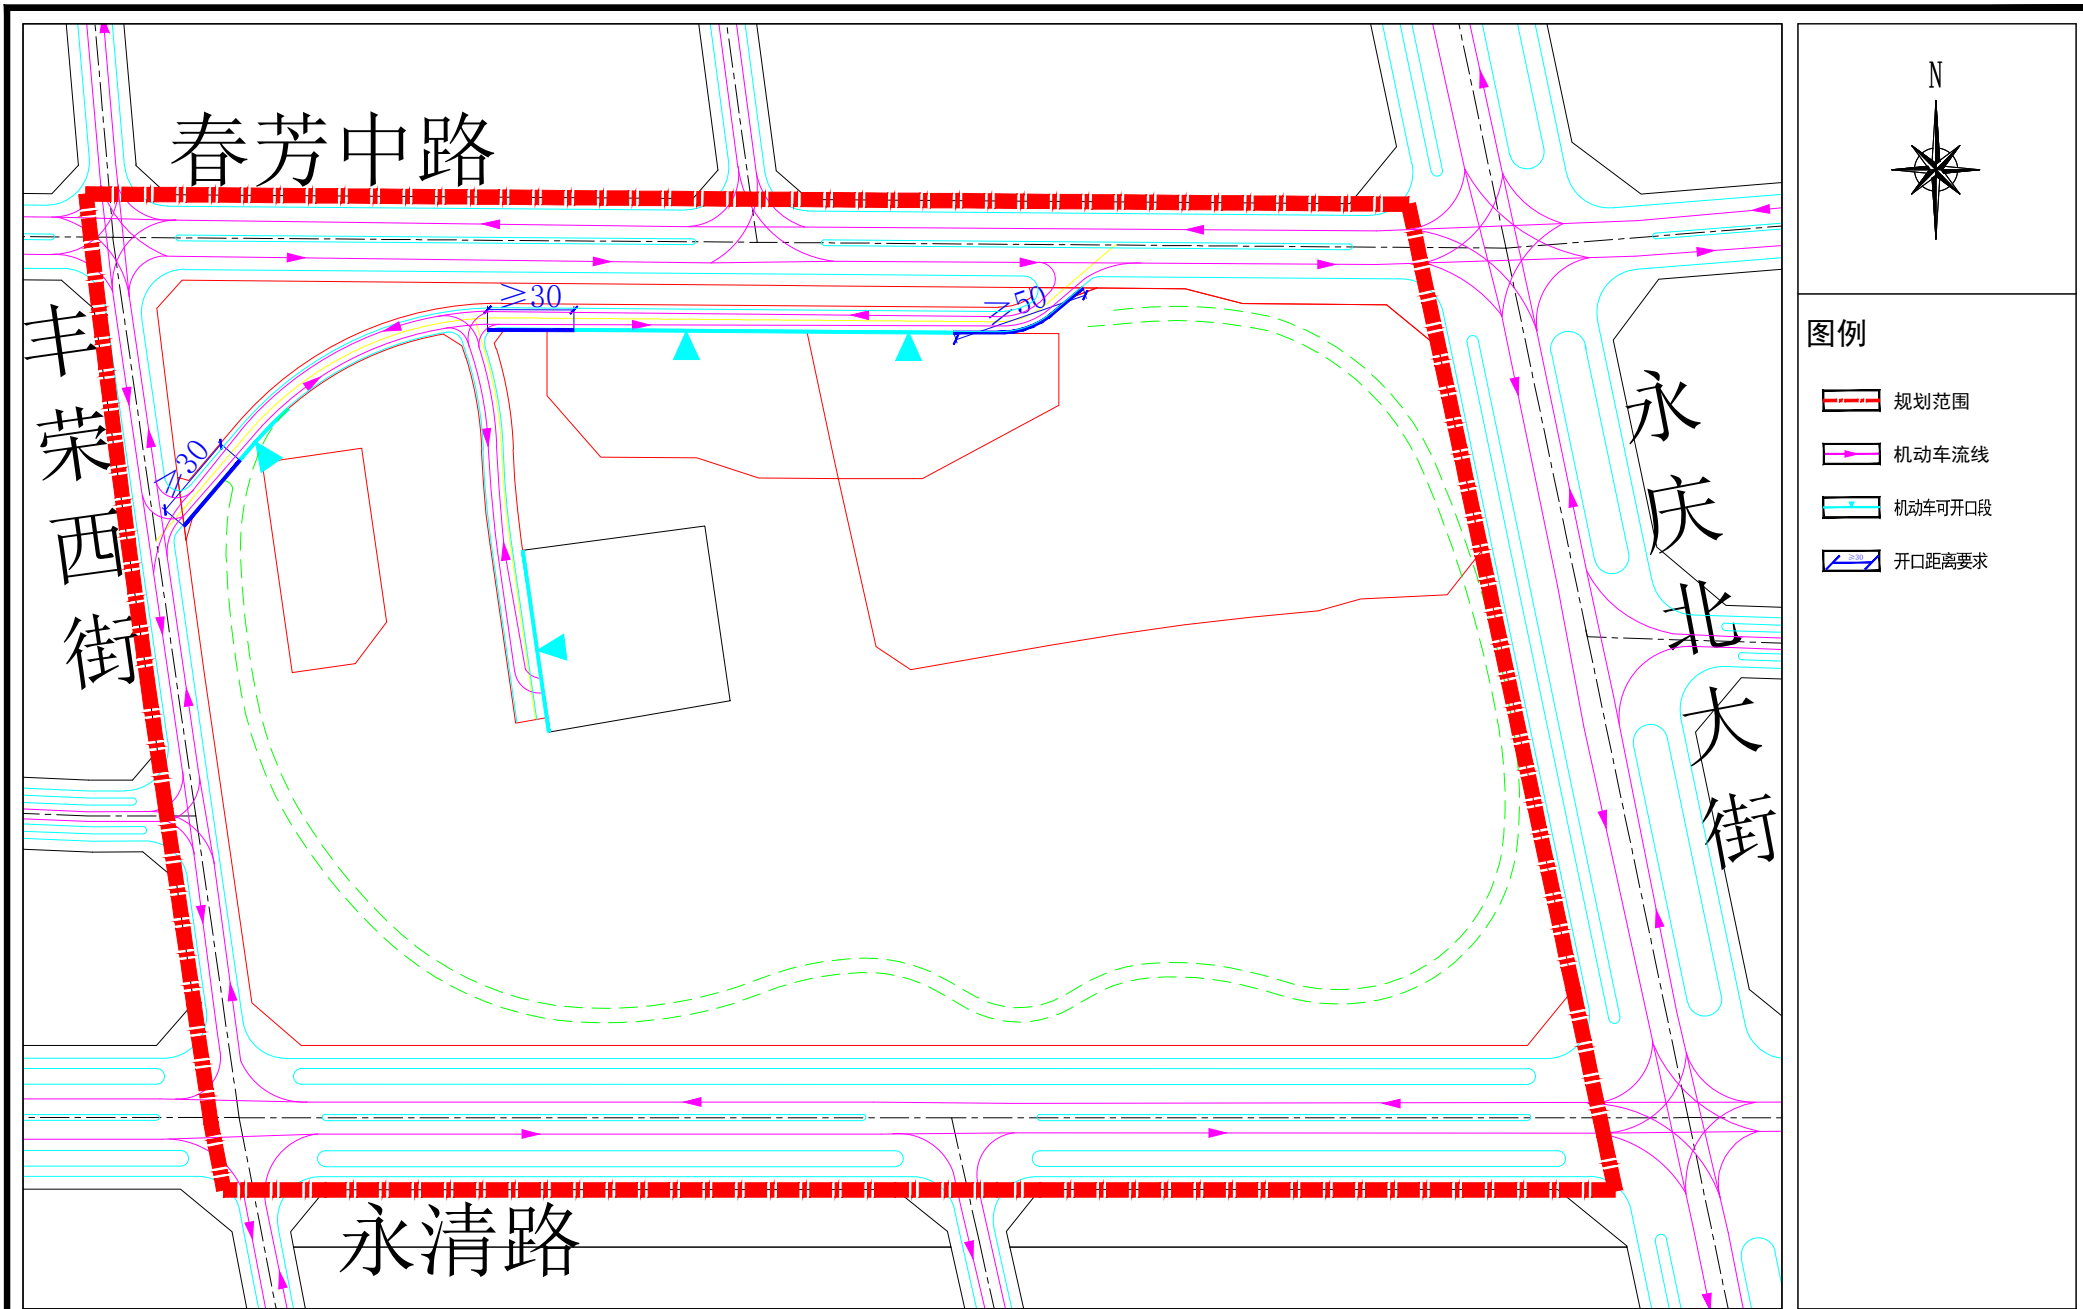 春芳中路
丰荣西街
≥30
≥50
≥30
永庆北大街
永清路
N
图例
规划范围
机动车流线
机动车可开口段
≥30
开口距离要求